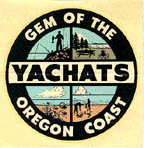 GEM OF THE
YACHATS
OREGON COAST